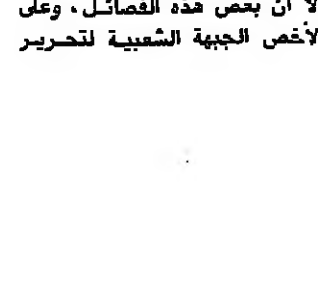 لا أن بعض هذه الفصائل، وعلى
لأخص الجبهة الشعبية لتحرير